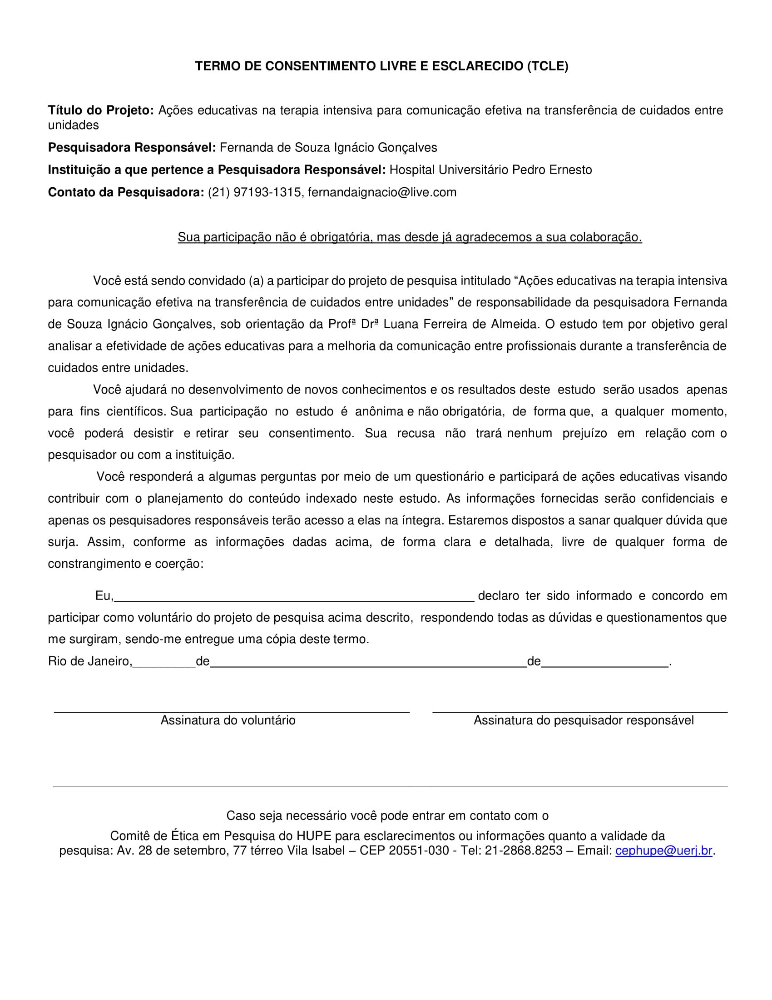 TERMO DE CONSENTIMENTO LIVRE E ESCLARECIDO (TCLE)
Título do Projeto: Ações educativas na terapia intensiva para comunicação efetiva na transferência de cuidados entre
unidades
Pesquisadora Responsável: Fernanda de Souza Ignácio Gonçalves
Instituição a que pertence a Pesquisadora Responsável: Hospital Universitário Pedro Ernesto
Contato da Pesquisadora: (21) 97193-1315, fernandaignacio@live.com
Sua participação não é obrigatória, mas desde já agradecemos a sua colaboração.
Você está sendo convidado (a) a participar do projeto de pesquisa intitulado “Ações educativas na terapia intensiva
para comunicação efetiva na transferência de cuidados entre unidades” de responsabilidade da pesquisadora Fernanda
de Souza Ignácio Gonçalves, sob orientação da Profª Drª Luana Ferreira de Almeida. O estudo tem por objetivo geral
analisar a efetividade de ações educativas para a melhoria da comunicação entre profissionais durante a transferência de
cuidados entre unidades.
Você ajudará no desenvolvimento de novos conhecimentos e os resultados deste estudo serão usados apenas
para fins científicos. Sua participação no estudo é anônima e não obrigatória, de forma que, a qualquer momento,
você poderá desistir e retirar seu consentimento. Sua recusa não trará nenhum prejuízo em relação com o
pesquisador ou com a instituição.
Você responderá a algumas perguntas por meio de um questionário e participará de ações educativas visando
contribuir com o planejamento do conteúdo indexado neste estudo. As informações fornecidas serão confidenciais e
apenas os pesquisadores responsáveis terão acesso a elas na íntegra. Estaremos dispostos a sanar qualquer dúvida que
surja. Assim, conforme as informações dadas acima, de forma clara e detalhada, livre de qualquer forma de
constrangimento e coerção:
Eu,____________________ declaro ter sido informado e concordo em
participar como voluntário do projeto de pesquisa acima descrito, respondendo todas as dúvidas e questionamentos que
me surgiram, sendo-me entregue uma cópia deste termo.
Rio de Janeiro,_________de____________________de__________.
Assinatura do voluntário Assinatura do pesquisador responsável
Caso seja necessário você pode entrar em contato com o
Comitê de Ética em Pesquisa do HUPE para esclarecimentos ou informações quanto a validade da
pesquisa: Av. 28 de setembro, 77 térreo Vila Isabel – CEP 20551-030 - Tel: 21-2868.8253 – Email: cephupe@uerj.br.